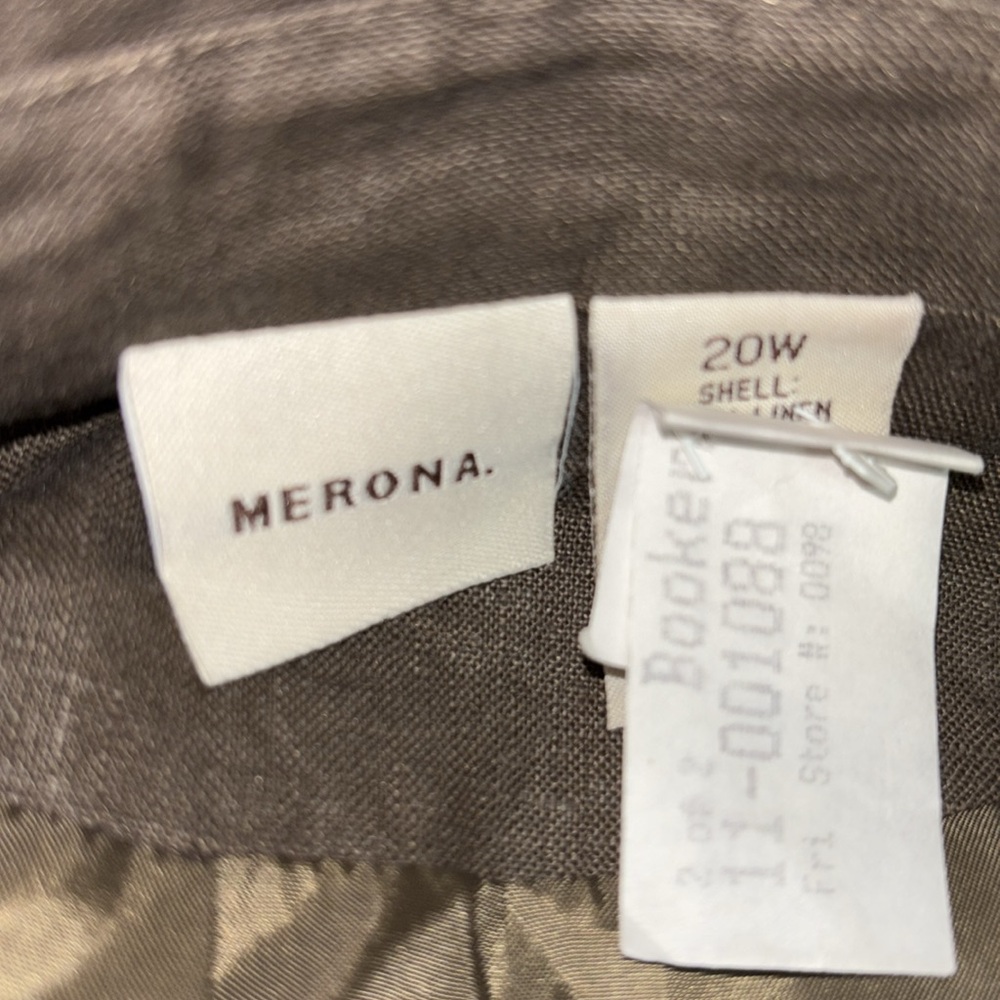 MERONA.
20W
SHELL:
LINEN
Booker
2 of 2
11-001088
Fri Store #: 0098